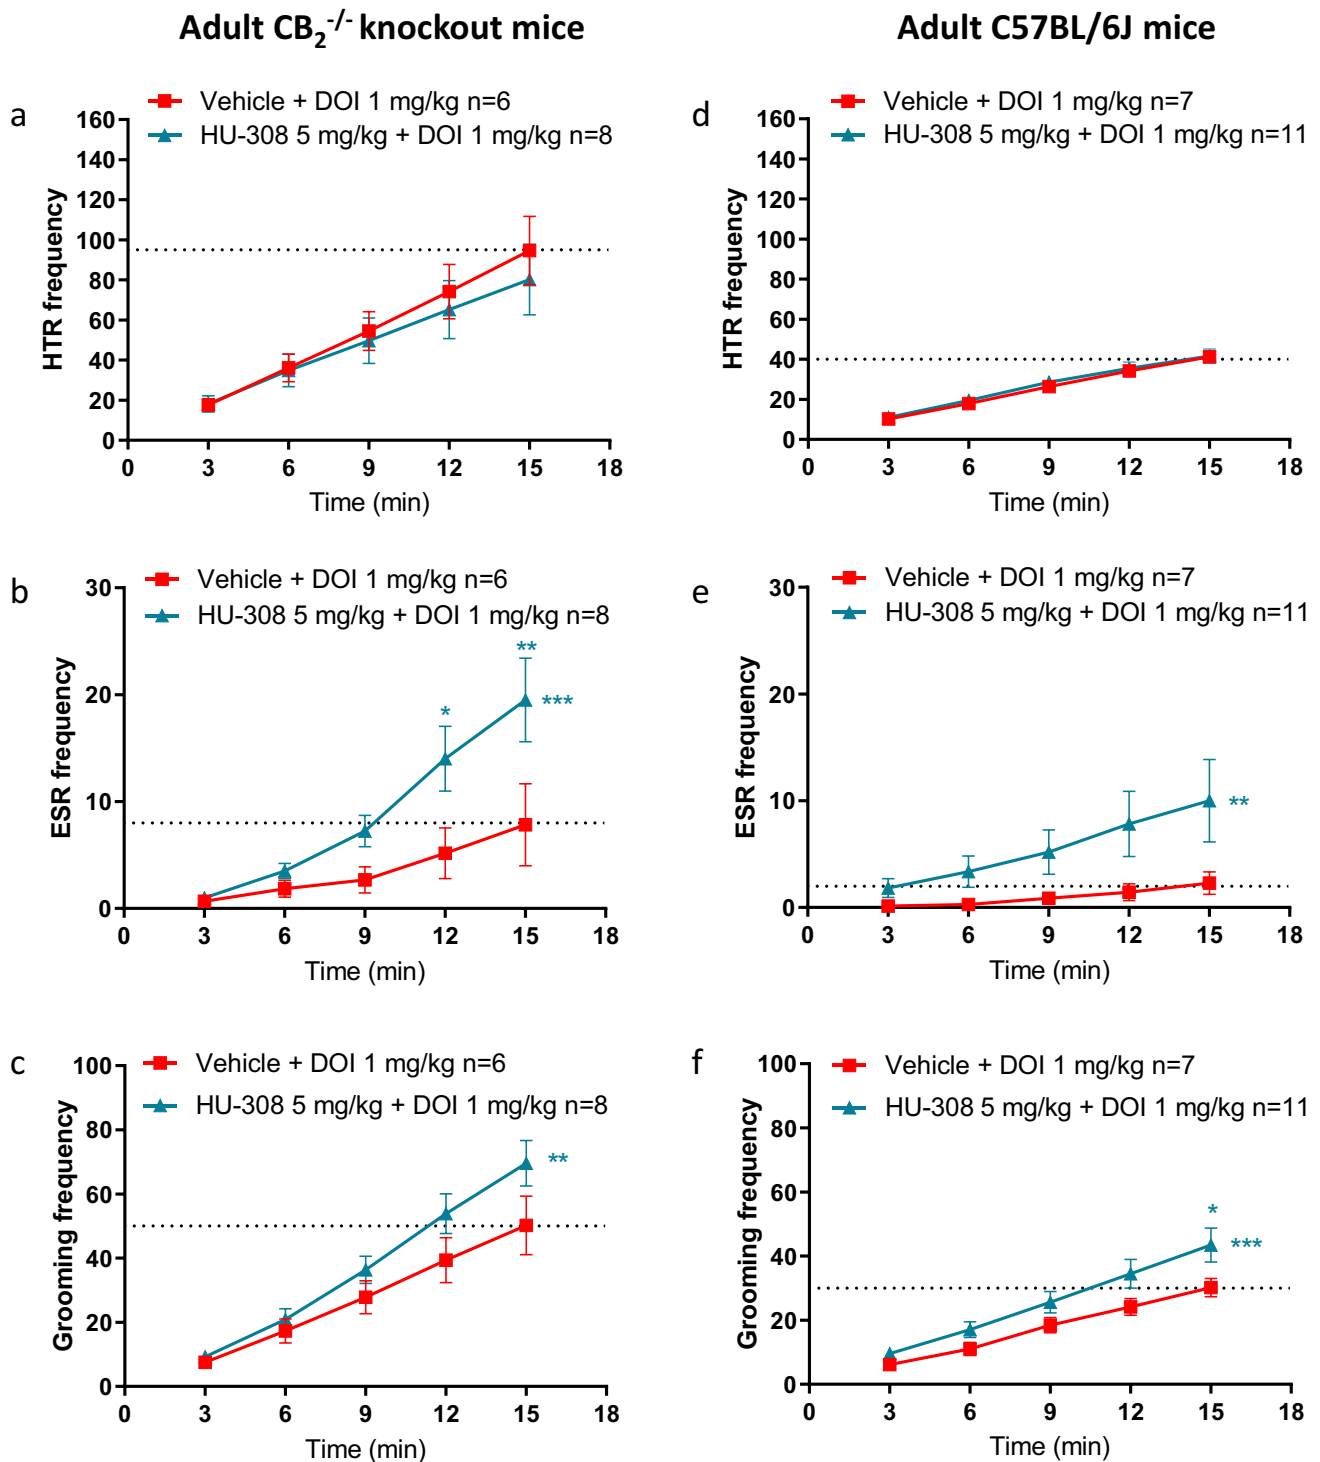 Adult CB2-/- knockout mice
Adult C57BL/6J mice
a
Vehicle + DOI 1 mg/kg n=6
HU-308 5 mg/kg + DOI 1 mg/kg n=8
HTR frequency
160
140
120
100
80
60
40
20
0
0 3 6 9 12 15 18
Time (min)
d
Vehicle + DOI 1 mg/kg n=7
HU-308 5 mg/kg + DOI 1 mg/kg n=11
HTR frequency
160
140
120
100
80
60
40
20
0
0 3 6 9 12 15 18
Time (min)
b
Vehicle + DOI 1 mg/kg n=6
HU-308 5 mg/kg + DOI 1 mg/kg n=8
ESR frequency
30
20
10
0
**
*
***
0 3 6 9 12 15 18
Time (min)
e
Vehicle + DOI 1 mg/kg n=7
HU-308 5 mg/kg + DOI 1 mg/kg n=11
ESR frequency
30
20
10
0
**
0 3 6 9 12 15 18
Time (min)
c
Vehicle + DOI 1 mg/kg n=6
HU-308 5 mg/kg + DOI 1 mg/kg n=8
Grooming frequency
100
80
60
40
20
0
**
0 3 6 9 12 15 18
Time (min)
f
Vehicle + DOI 1 mg/kg n=7
HU-308 5 mg/kg + DOI 1 mg/kg n=11
Grooming frequency
100
80
60
40
20
0
*
***
0 3 6 9 12 15 18
Time (min)